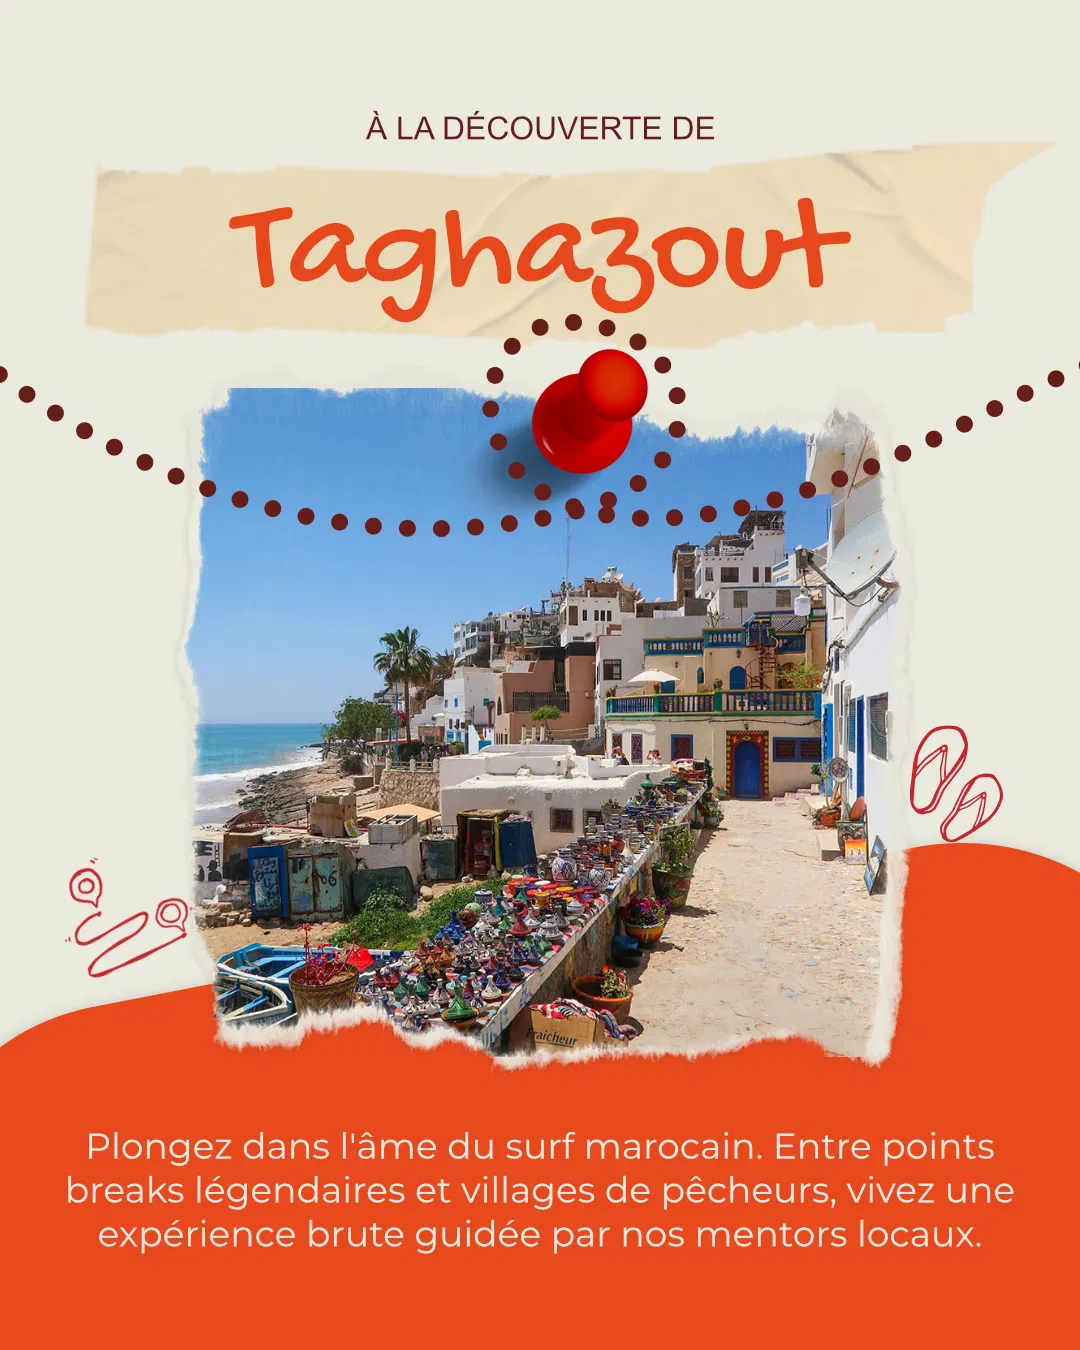 À LA DÉCOUVERTE DE
Taghazout
Fraicheur
Plongez dans l'âme du surf marocain. Entre points
breaks légendaires et villages de pêcheurs, vivez une
expérience brute guidée par nos mentors locaux.